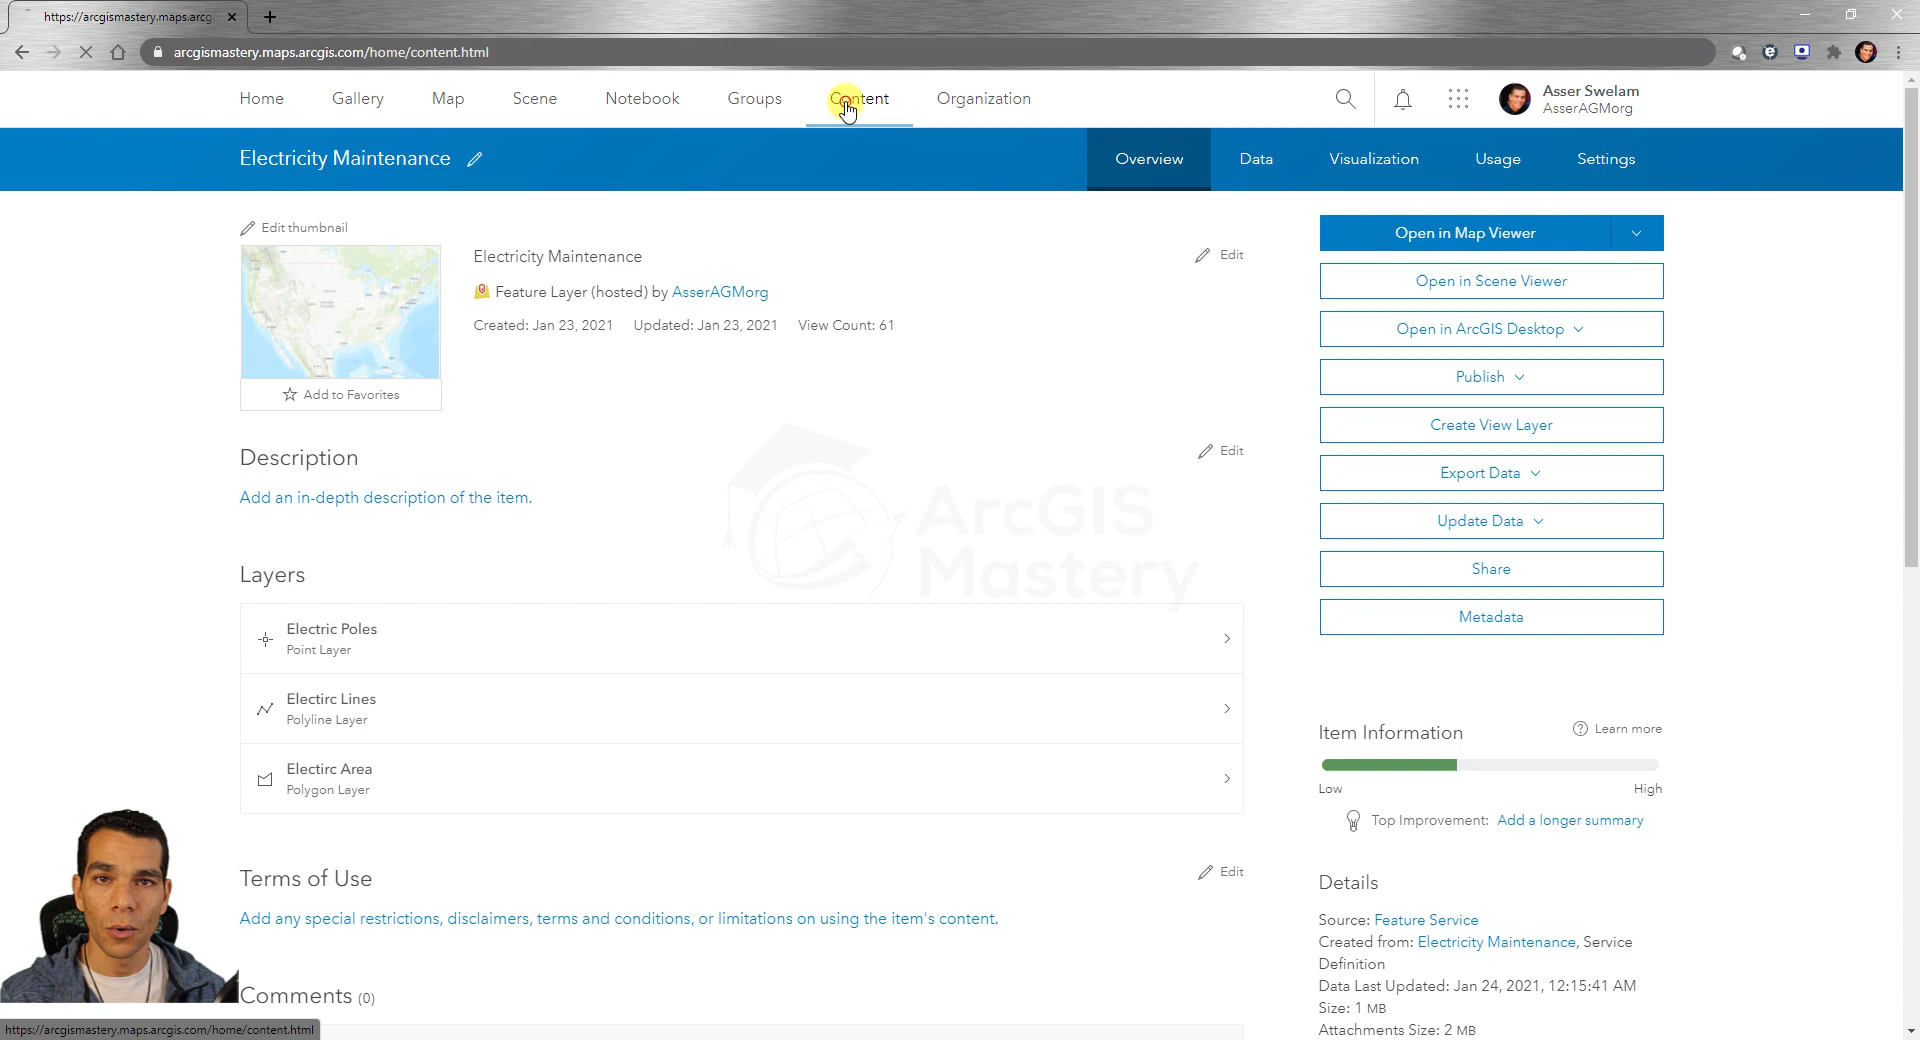 https://arcgismastery.maps.arcg
arcgismastery.maps.arcgis.com/home/content.html
Home Gallery Map Scene Notebook Groups Content Organization
Asser Swelam
AsserAGMorg
Electricity Maintenance
Overview Data Visualization Usage Settings
Edit thumbnail
Electricity Maintenance
Edit
Feature Layer (hosted) by AsserAGMorg
Created: Jan 23, 2021 Updated: Jan 23, 2021 View Count: 61
Add to Favorites
Open in Map Viewer
Open in Scene Viewer
Open in ArcGIS Desktop
Publish
Create View Layer
Export Data
Update Data
Share
Metadata
Description
Edit
Add an in-depth description of the item.
ArcGIS
Mastery
Layers
Electric Poles
Point Layer
Electirc Lines
Polyline Layer
Electirc Area
Polygon Layer
Item Information
Learn more
Low High
Top Improvement: Add a longer summary
Terms of Use
Edit
Add any special restrictions, disclaimers, terms and conditions, or limitations on using the item's content.
Details
Source: Feature Service
Created from: Electricity Maintenance, Service
Definition
Data Last Updated: Jan 24, 2021, 12:15:41 AM
Size: 1 MB
Attachments Size: 2 MB
Comments (0)
https://arcgismastery.maps.arcgis.com/home/content.html